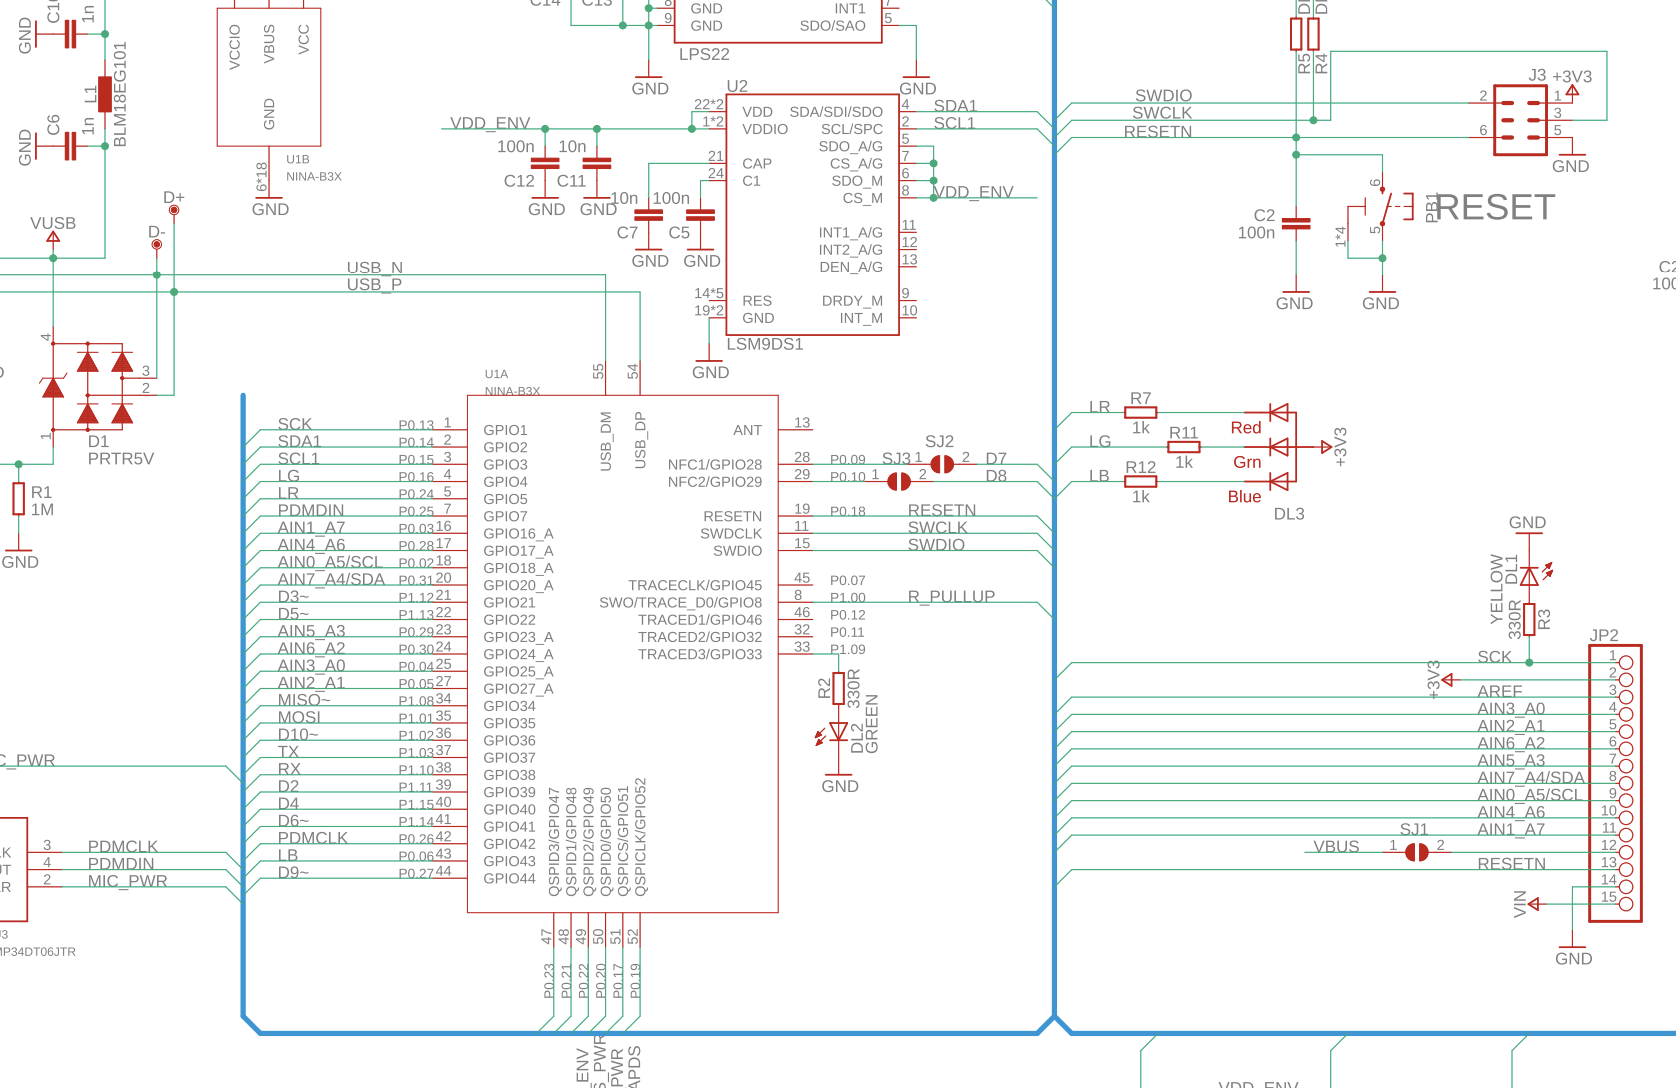 GND
1n
L1
BLM18EG101
C6
1n
GND
VCCIO
VBUS
VCC
GND
6*18
U1B
NINA-B3X
GND
8
GND
9
GND
INT1
7
SDO/SAO
5
LPS22
GND
GND
U2
22*2
VDD
1*2
VDDIO
21
CAP
24
C1
14*5
RES
19*2
GND
SDA/SDI/SDO
4
SDA1
SCL/SPC
2
SCL1
SDO_A/G
5
CS_A/G
7
SDO_M
6
CS_M
8
VDD_ENV
INT1_A/G
11
INT2_A/G
12
DEN_A/G
13
DRDY_M
9
INT_M
10
LSM9DS1
GND
VDD_ENV
100n
10n
C12
C11
GND
GND
10n
100n
C7
C5
GND
GND
D+
D-
VUSB
USB_N
USB_P
4
3
2
1
D1
PRTR5V
R1
1M
GND
R5
R4
SWDIO
SWCLK
RESETN
J3
+3V3
2
1
3
6
5
GND
C2
100n
GND
6
5
1*4
PB1
RESET
GND
U1A
NINA-B3X
55
54
USB_DM
USB_DP
SCK P0.13 1 GPIO1
SDA1 P0.14 2 GPIO2
SCL1 P0.15 3 GPIO3
LG P0.16 4 GPIO4
LR P0.24 5 GPIO5
PDMDIN P0.25 7 GPIO7
AIN1_A7 P0.03 16 GPIO16_A
AIN4_A6 P0.28 17 GPIO17_A
AIN0_A5/SCL P0.02 18 GPIO18_A
AIN7_A4/SDA P0.31 20 GPIO20_A
D3~ P1.12 21 GPIO21
D5~ P1.13 22 GPIO22
AIN5_A3 P0.29 23 GPIO23_A
AIN6_A2 P0.30 24 GPIO24_A
AIN3_A0 P0.04 25 GPIO25_A
AIN2_A1 P0.05 27 GPIO27_A
MISO~ P1.08 34 GPIO34
MOSI P1.01 35 GPIO35
D10~ P1.02 36 GPIO36
TX P1.03 37 GPIO37
RX P1.10 38 GPIO38
D2 P1.11 39 GPIO39
D4 P1.15 40 GPIO40
D6~ P1.14 41 GPIO41
PDMCLK P0.26 42 GPIO42
LB P0.06 43 GPIO43
D9~ P0.27 44 GPIO44
ANT 13
NFC1/GPIO28 28 P0.09
SJ3 1 2
SJ2
1 2 D7
NFC2/GPIO29 29 P0.10
D8
RESETN 19 P0.18 RESETN
SWDCLK 11 SWCLK
SWDIO 15 SWDIO
TRACECLK/GPIO45 45 P0.07
SWO/TRACE_D0/GPIO8 8 P1.00 R_PULLUP
TRACED1/GPIO46 46 P0.12
TRACED2/GPIO32 32 P0.11
TRACED3/GPIO33 33 P1.09
R2
330R
DL2
GREEN
GND
QSPID3/GPIO47
QSPID1/GPIO48
QSPID2/GPIO49
QSPID0/GPIO50
QSPICS/GPIO51
QSPICLK/GPIO52
47
48
49
50
51
52
P0.23
P0.21
P0.22
P0.20
P0.17
P0.19
_PWR
PWR
ENV
APDS
C_PWR
3 PDMCLK
4 PDMDIN
2 MIC_PWR
MP34DT06JTR
LR R7
1k
Red
LG R11
1k
Grn
LB R12
1k
Blue
+3V3
DL3
GND
DL1
YELLOW
330R
R3
JP2
SCK 1
+3V3 2
AREF 3
AIN3_A0 4
AIN2_A1 5
AIN6_A2 6
AIN5_A3 7
AIN7_A4/SDA 8
AIN0_A5/SCL 9
AIN4_A6 10
AIN1_A7 11
SJ1
VBUS 1 2 12
RESETN 13
14
VIN 15
GND
VDD_ENV